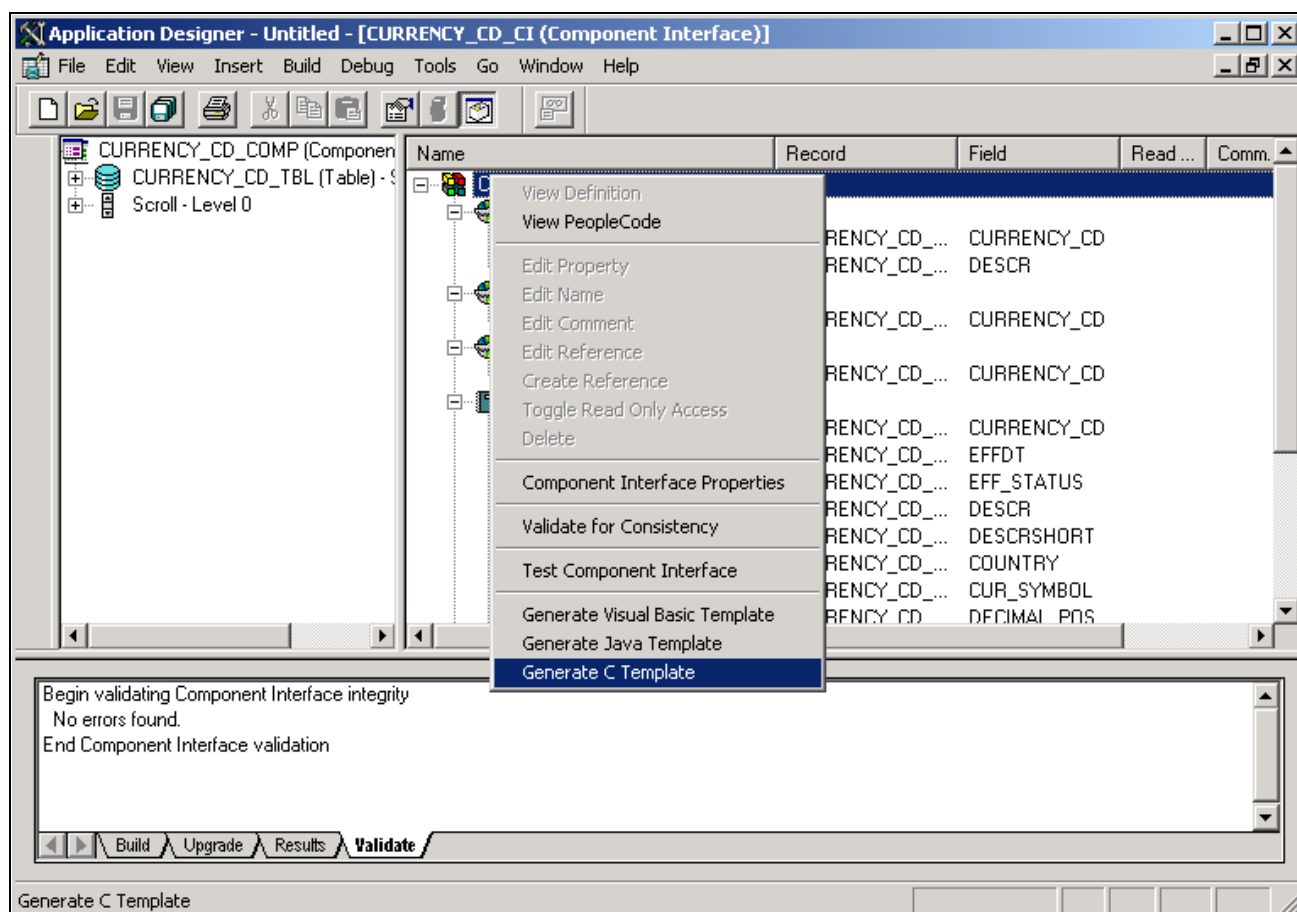 Application Designer - Untitled - [CURRENCY_CD_CI (Component Interface)]
File Edit View Insert Build Debug Tools Go Window Help
CURRENCY_CD_COMP (Componen
CURRENCY_CD_TBL (Table) - S
Scroll - Level 0
Name Record Field Read ... Comm.
C
View Definition
View PeopleCode
RENCY_CD_... CURRENCY_CD
Edit Property RENCY_CD_... DESCR
Edit Name
Edit Comment RENCY_CD_... CURRENCY_CD
Edit Reference
Create Reference RENCY_CD_... CURRENCY_CD
Toggle Read Only Access
Delete RENCY_CD_... CURRENCY_CD
RENCY_CD_... EFFDT
Component Interface Properties RENCY_CD_... EFF_STATUS
RENCY_CD_... DESCR
Validate for Consistency RENCY_CD_... DESCRSHORT
RENCY_CD_... COUNTRY
Test Component Interface RENCY_CD_... CUR_SYMBOL
Generate Visual Basic Template RENCY_CD DECIMAL_POS
Generate Java Template
Generate C Template
Begin validating Component Interface integrity
No errors found.
End Component Interface validation
Build Upgrade Results Validate
Generate C Template